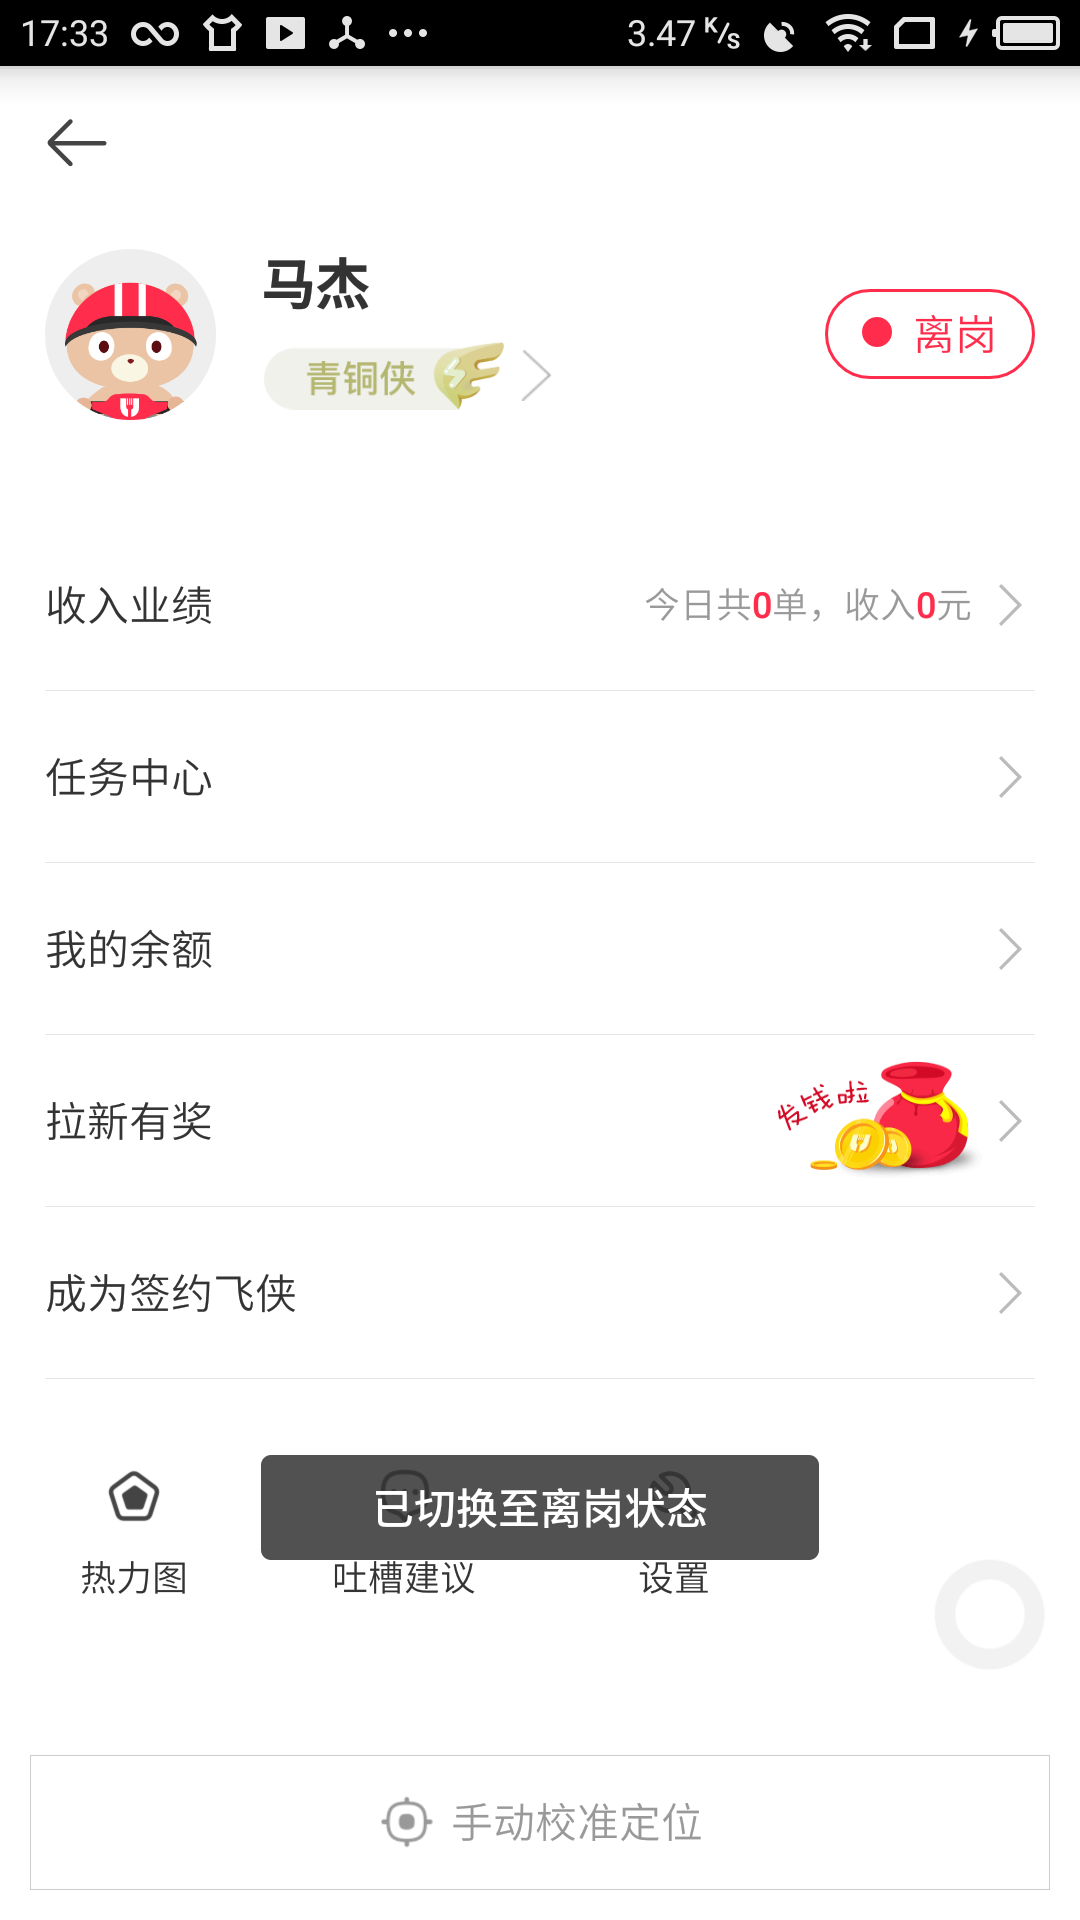 17:33
3.47 K/s
马杰
离岗
青铜侠
收入业绩
今日共0单，收入0元
任务中心
我的余额
拉新有奖
发钱啦
成为签约飞侠
已切换至离岗状态
热力图
吐槽建议
设置
手动校准定位